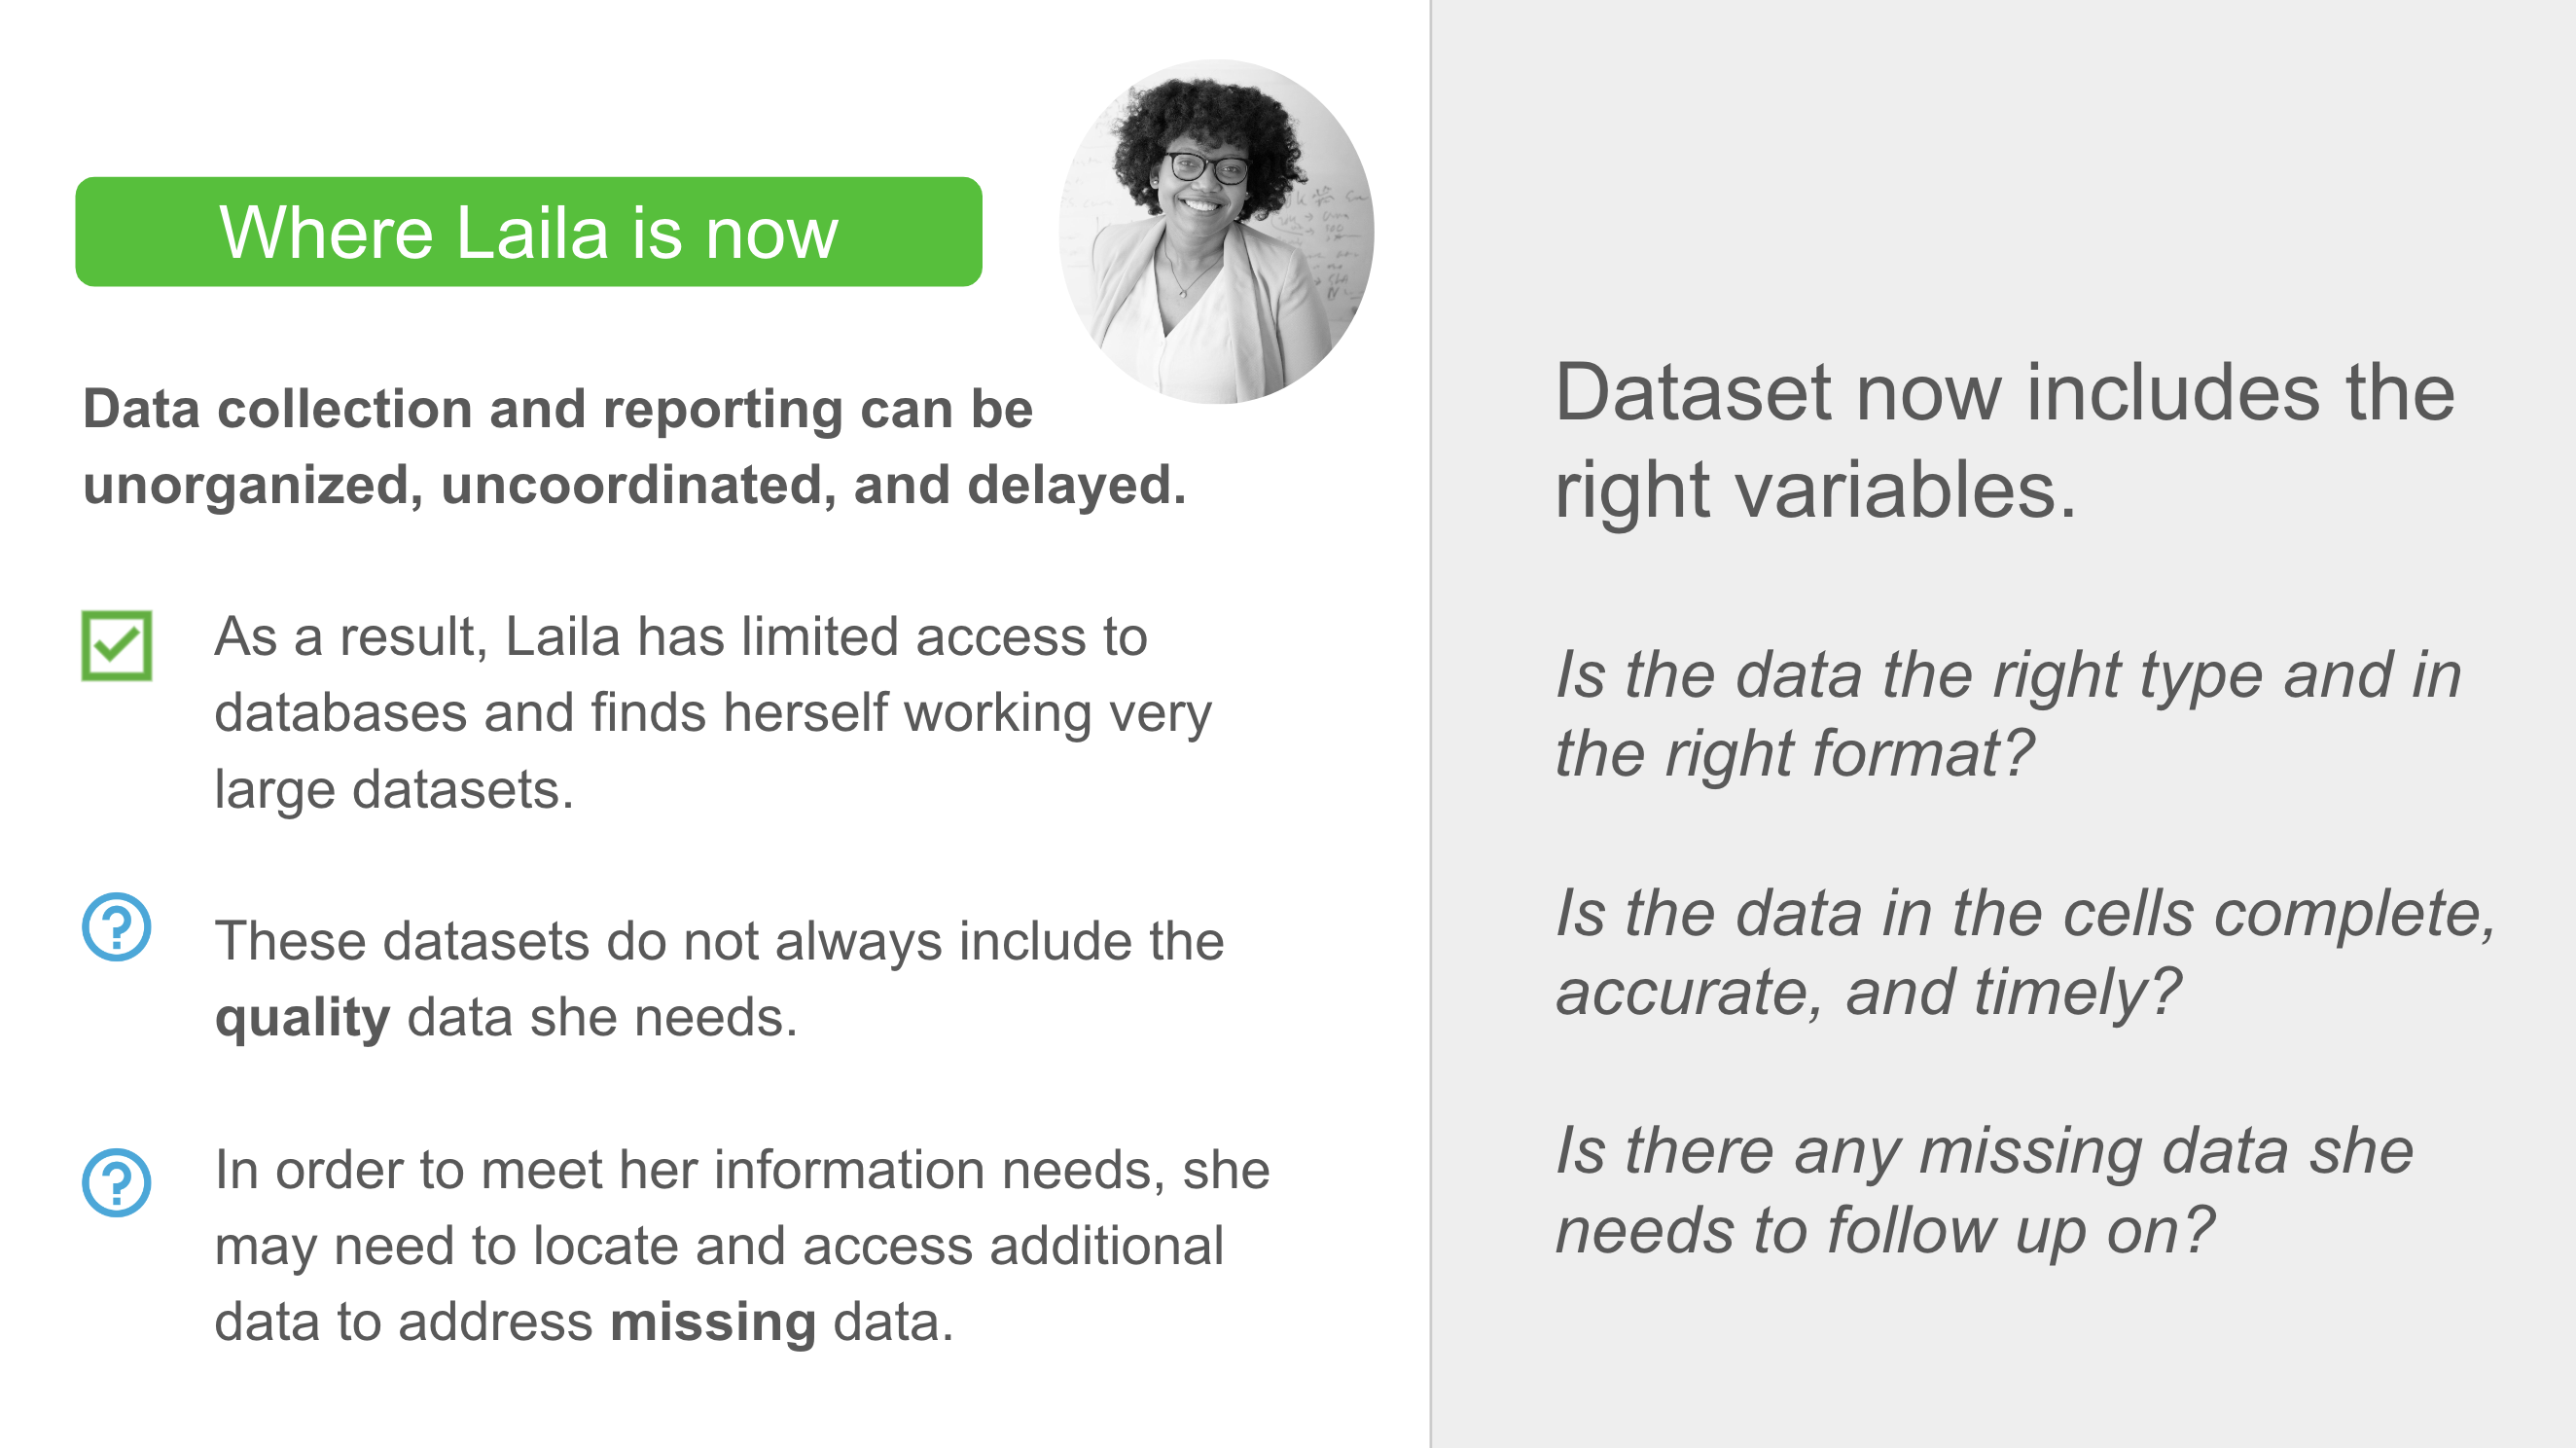 Where Laila is now
Data collection and reporting can be
unorganized, uncoordinated, and delayed.
As a result, Laila has limited access to
databases and finds herself working very
large datasets.
These datasets do not always include the
quality data she needs.
In order to meet her information needs, she
may need to locate and access additional
data to address missing data.
Dataset now includes the
right variables.
Is the data the right type and in
the right format?
Is the data in the cells complete,
accurate, and timely?
Is there any missing data she
needs to follow up on?